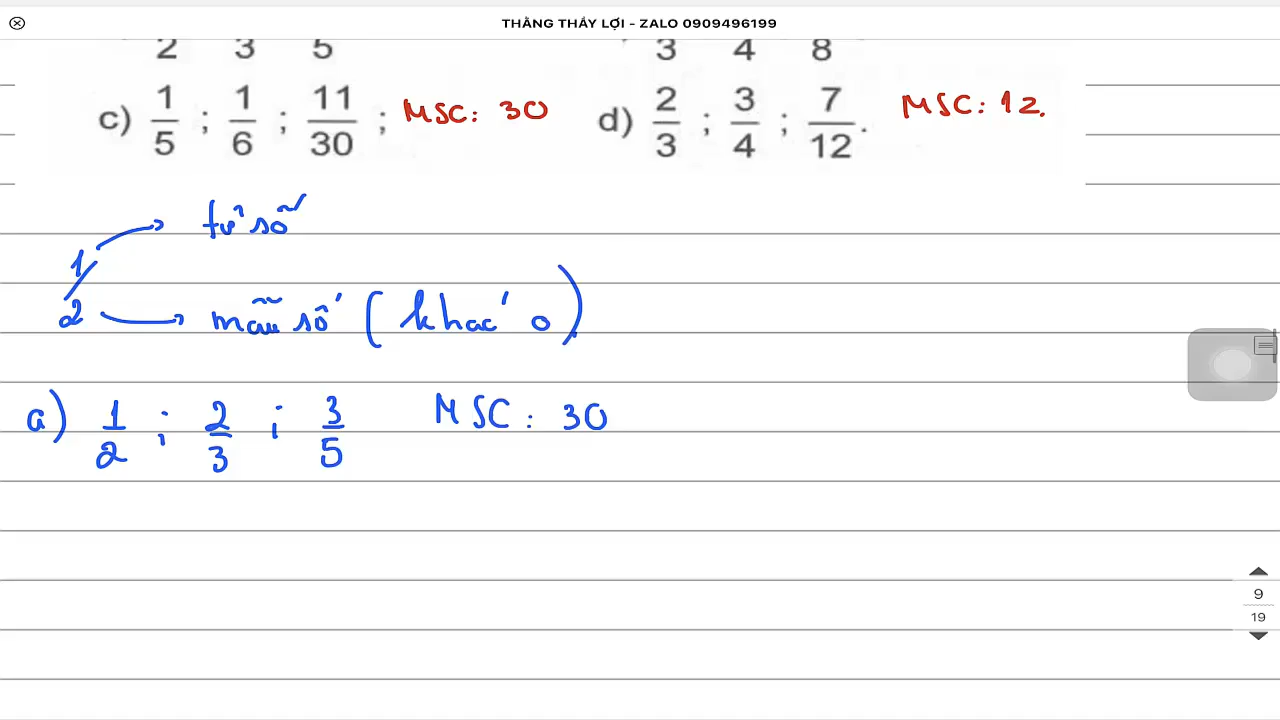 THẰNG THẦY LỢI - ZALO 0909496199
2 3 5 3 4 8
c) 1/5 ; 1/6 ; 11/30 ; MSC: 30 d) 2/3 ; 3/4 ; 7/12 . MSC: 12.
tử số
1/2
mẫu số ( khác 0 )
a) 1/2 ; 2/3 ; 3/5 MSC : 30
9
19